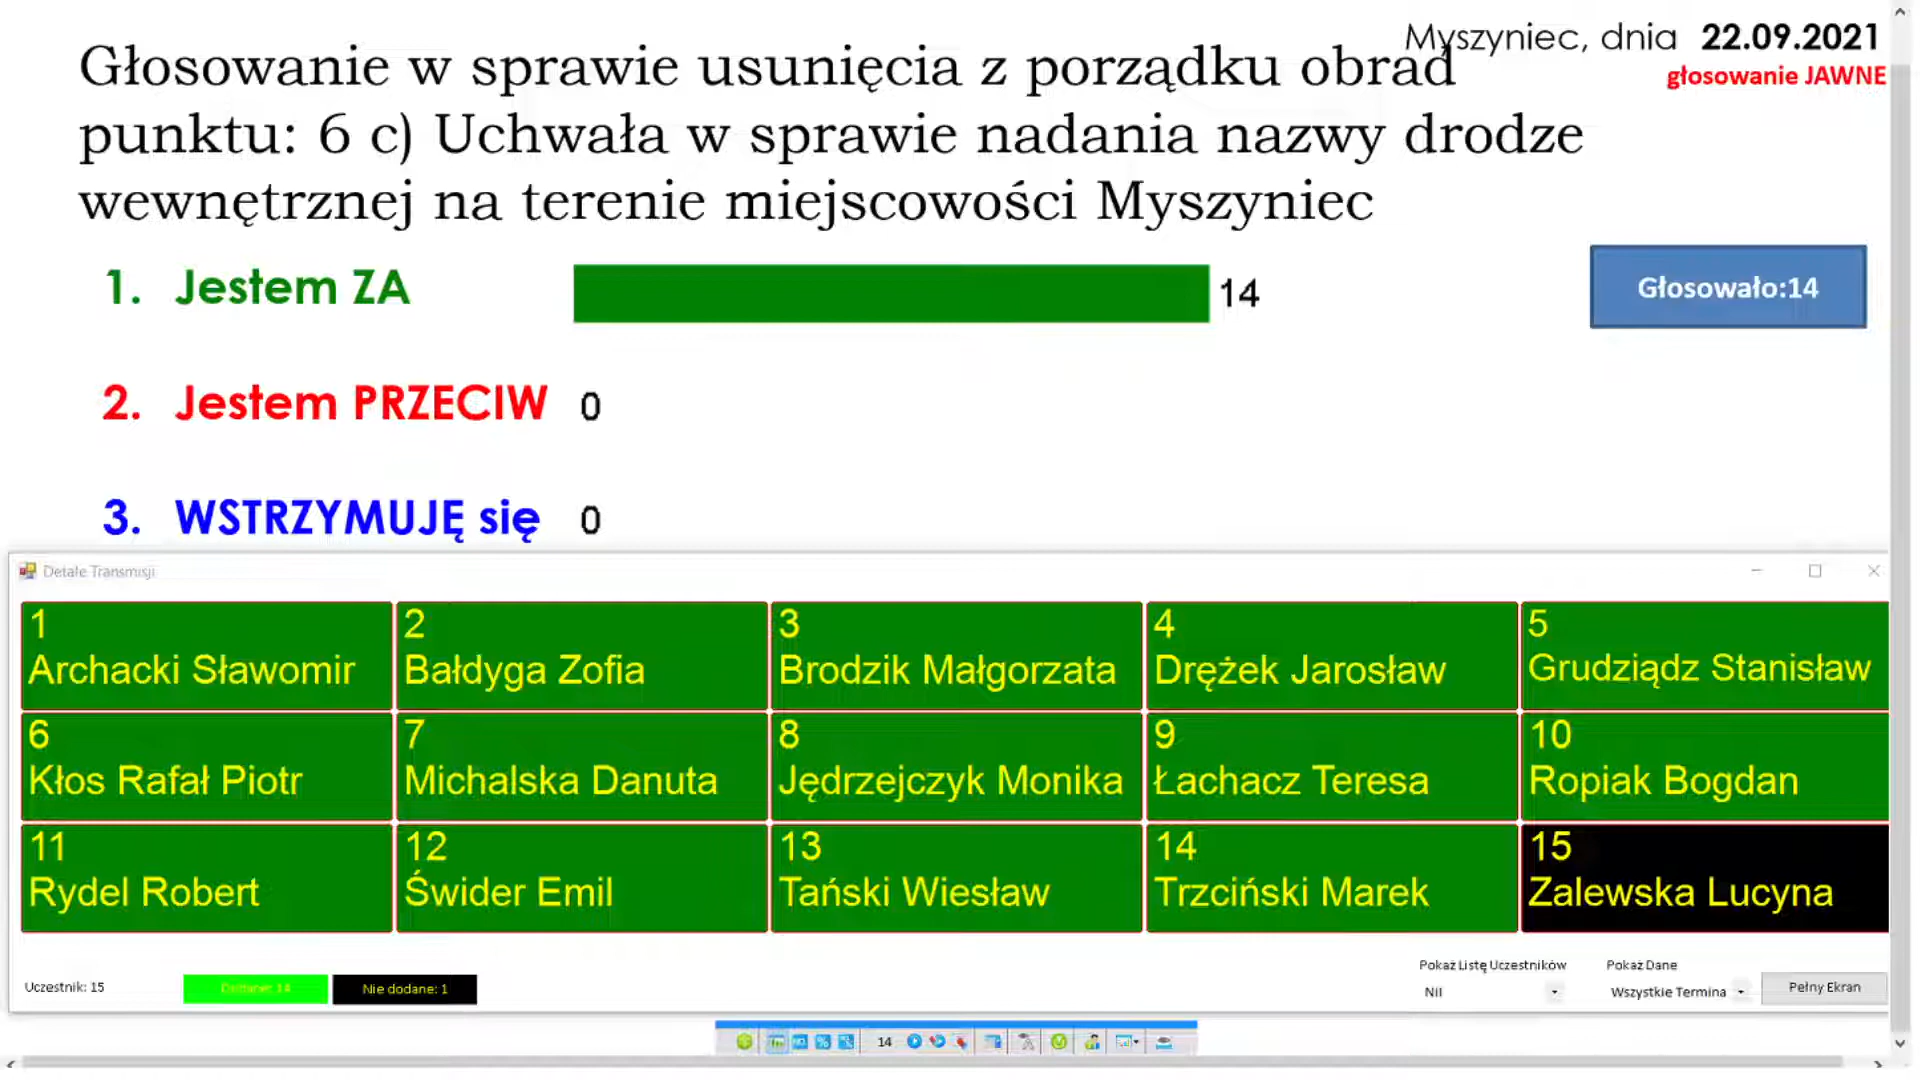 Myszyniec, dnia 22.09.2021
głosowanie JAWNE
Głosowanie w sprawie usunięcia z porządku obrad
punktu: 6 c) Uchwała w sprawie nadania nazwy drodze
wewnętrznej na terenie miejscowości Myszyniec
1. Jestem ZA 14
Głosowało:14
2. Jestem PRZECIW 0
3. WSTRZYMUJĘ się 0
Detale Transmisji
1 Archacki Sławomir
2 Bałdyga Zofia
3 Brodzik Małgorzata
4 Drężek Jarosław
5 Grudziądz Stanisław
6 Kłos Rafał Piotr
7 Michalska Danuta
8 Jędrzejczyk Monika
9 Łachacz Teresa
10 Ropiak Bogdan
11 Rydel Robert
12 Świder Emil
13 Tański Wiesław
14 Trzciński Marek
15 Zalewska Lucyna
Uczestnik: 15
Dodane: 14
Nie dodane: 1
Pokaż Listę Uczestników
Nil
Pokaż Dane
Wszystkie Termina
Pełny Ekran
14